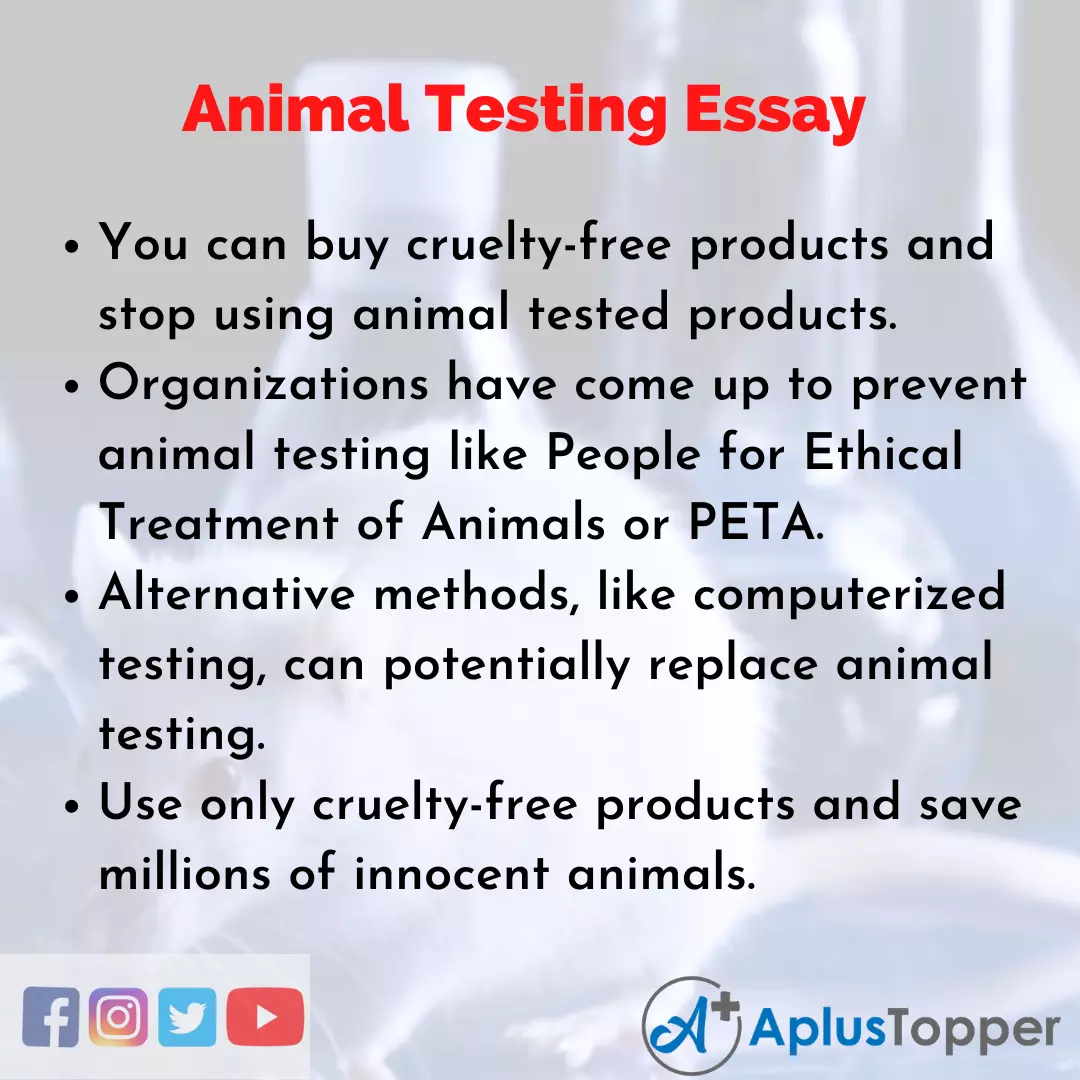 Animal Testing Essay
• You can buy cruelty-free products and
stop using animal tested products.
• Organizations have come up to prevent
animal testing like People for Ethical
Treatment of Animals or PETA.
• Alternative methods, like computerized
testing, can potentially replace animal
testing.
• Use only cruelty-free products and save
millions of innocent animals.
A+ AplusTopper